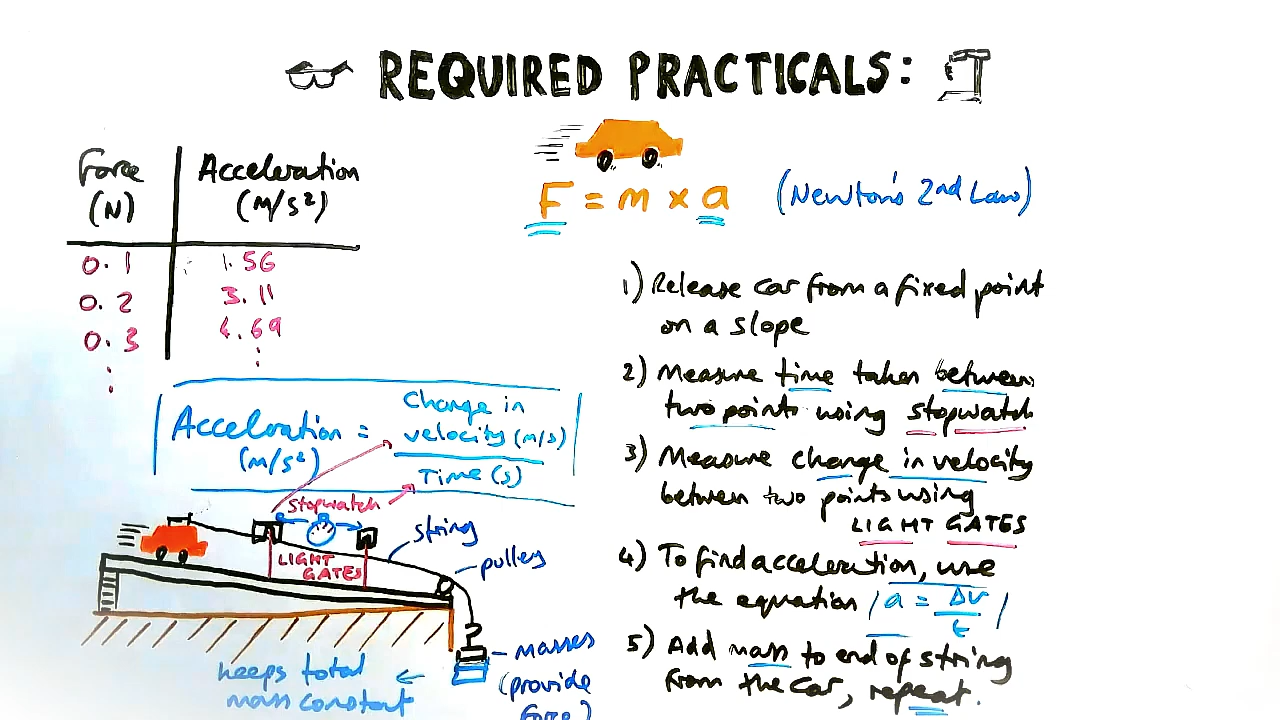 REQUIRED PRACTICALS:
F = m × a (Newton's 2nd Law)
Force (N) Acceleration (m/s²)
0.1 1.56
0.2 3.11
0.3 4.69
⋮ ⋮
Acceleration (m/s²) = change in velocity (m/s)
Time (s)
stopwatch
string
pulley
LIGHT
GATES
masses
(provide
force)
keeps total
mass constant
1) Release car from a fixed point
on a slope
2) Measure time taken between
two points using stopwatch
3) Measure change in velocity
between two points using
LIGHT GATES
4) To find acceleration, use
the equation a = Δv
t
5) Add mass to end of string
from the car, repeat.